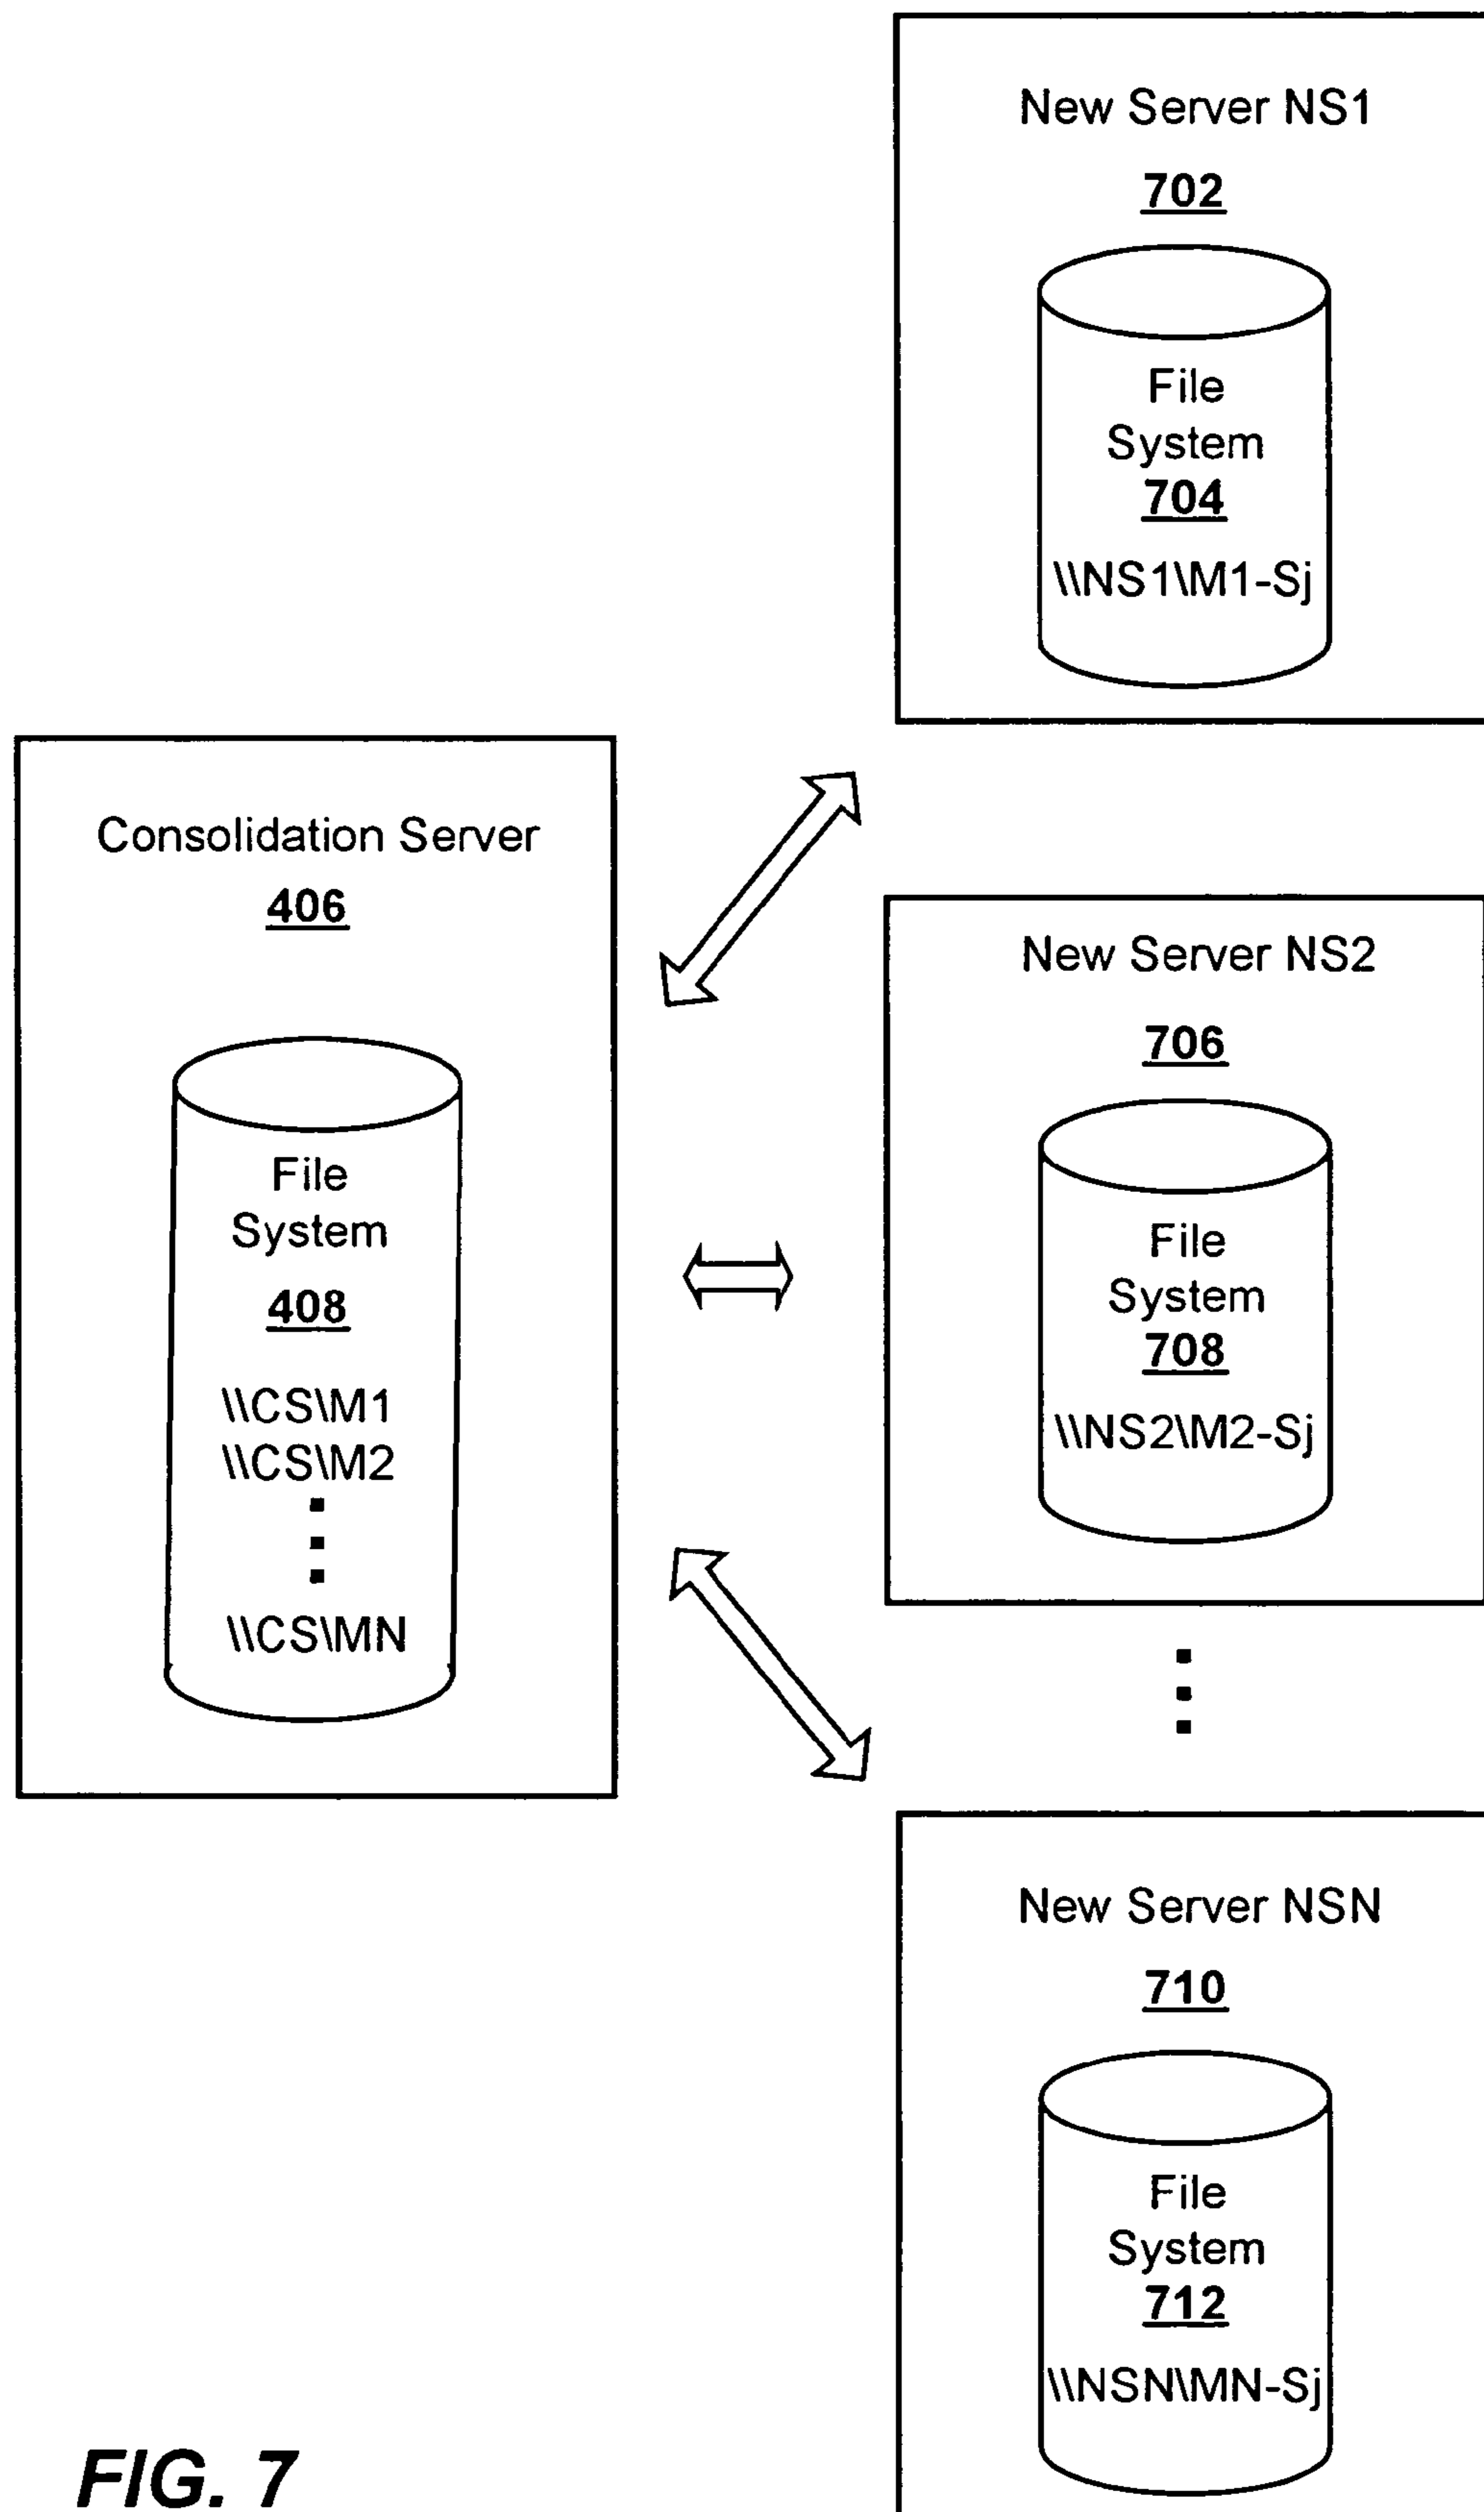 New Server NS1
702
File
System
704
\\NS1\M1-Sj
Consolidation Server
406
File
System
408
\\CS\M1
\\CS\M2
\\CS\MN
New Server NS2
706
File
System
708
\\NS2\M2-Sj
New Server NSN
710
File
System
712
\\NSN\MN-Sj
FIG. 7